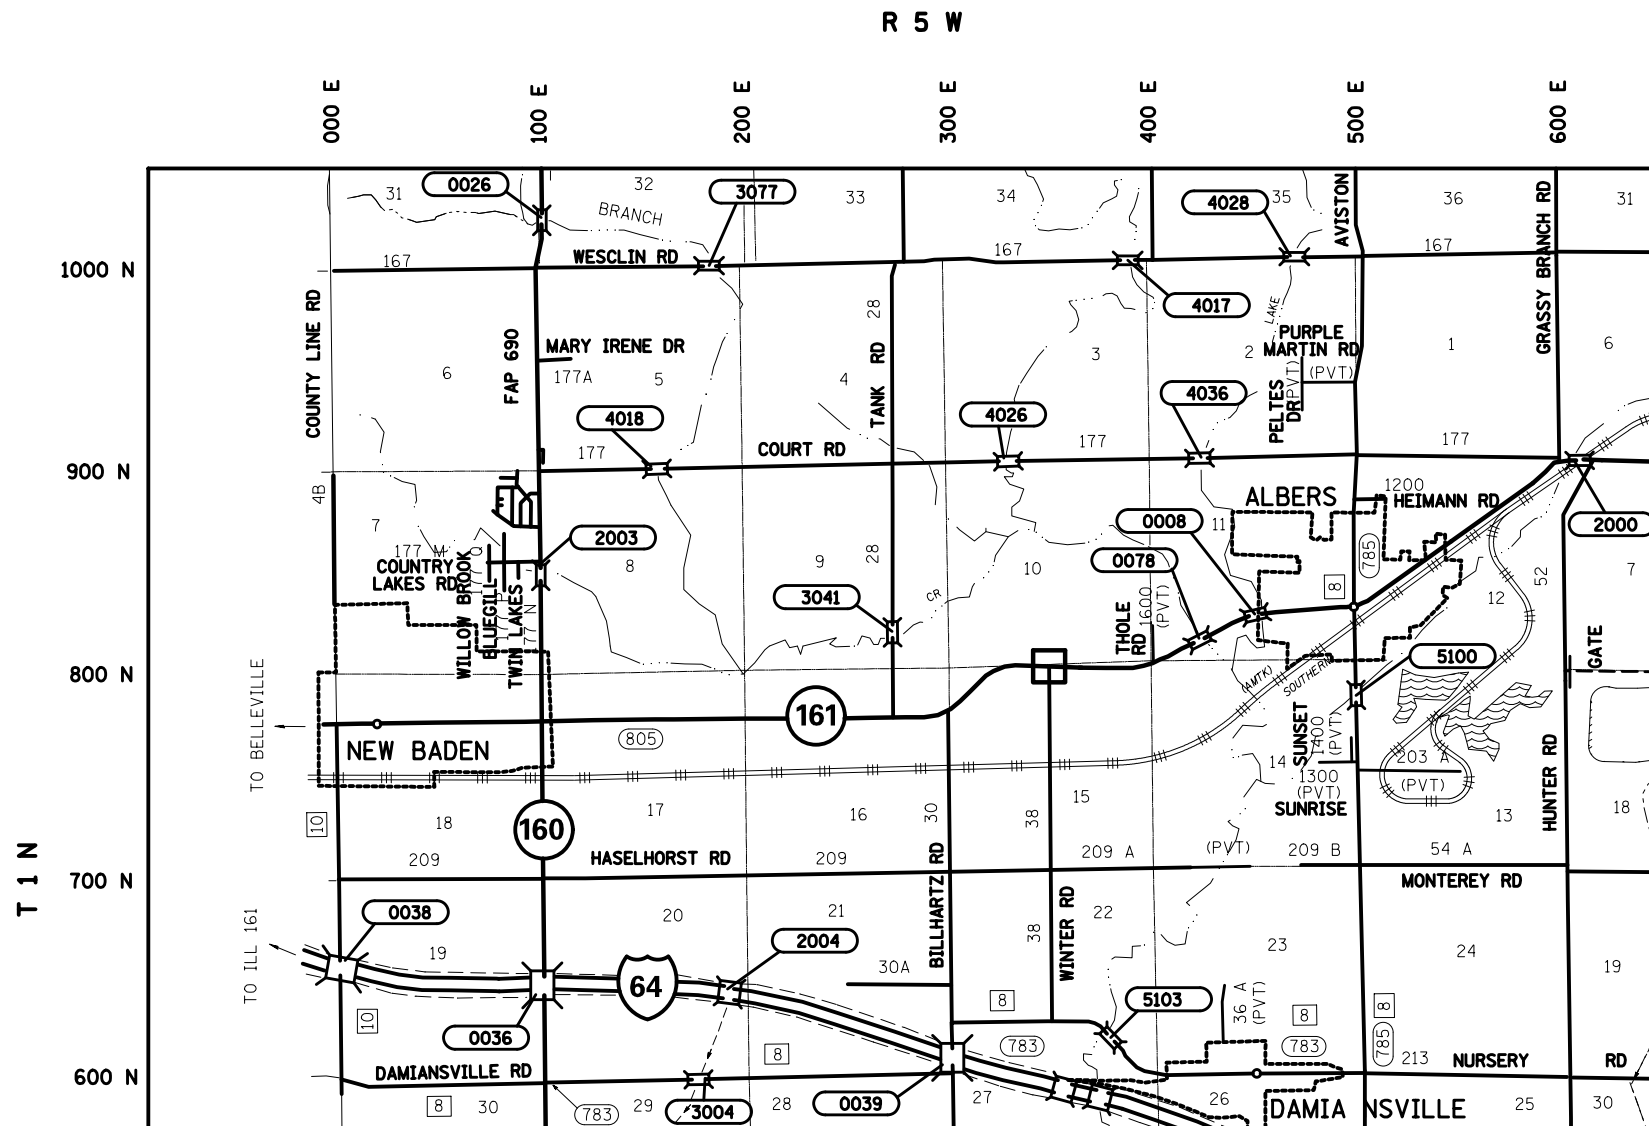 R 5 W
000 E
100 E
200 E
300 E
400 E
500 E
600 E
0026
32
3077
31
33
34
35
4028
AVISTON
36
31
BRANCH
GRASSY BRANCH RD
1000 N
167
WESCLIN RD
167
167
4017
COUNTY LINE RD
FAP 690
MARY IRENE DR
177A
28
TANK RD
LAKE
PURPLE
MARTIN RD
(PVT)
(PVT)
PELTES
DR
6
5
4
3
2
1
6
4018
4026
4036
177
COURT RD
177
177
900 N
4B
ALBERS
1200
HEIMANN RD
7
177 M
COUNTRY
LAKES RD
177 Q
WILLOW BROOK
BLUEGILL
177 P
TWIN LAKES
177 N
2003
8
9
28
10
0008
0078
11
785
8
2000
52
12
7
3041
CR
THOLE
RD
1600
(PVT)
GATE
800 N
5100
(AMTK)
SOUTHERN
TO BELLEVILLE
161
NEW BADEN
805
SUNSET
1400
(PVT)
14
1300
(PVT)
SUNRISE
203 A
(PVT)
HUNTER RD
10
18
160
17
16
30
38
15
13
18
T 1 N
209
HASELHORST RD
209
BILLHARTZ RD
209 A
(PVT)
209 B
54 A
700 N
MONTEREY RD
TO ILL 161
0038
20
21
2004
WINTER RD
22
19
38
23
24
19
30A
64
10
0036
8
5103
36 A
(PVT)
8
8
8
783
783
785
213
NURSERY RD
600 N
DAMIANSVILLE RD
8
30
783
29
3004
28
0039
27
26
DAMIANSVILLE
25
30